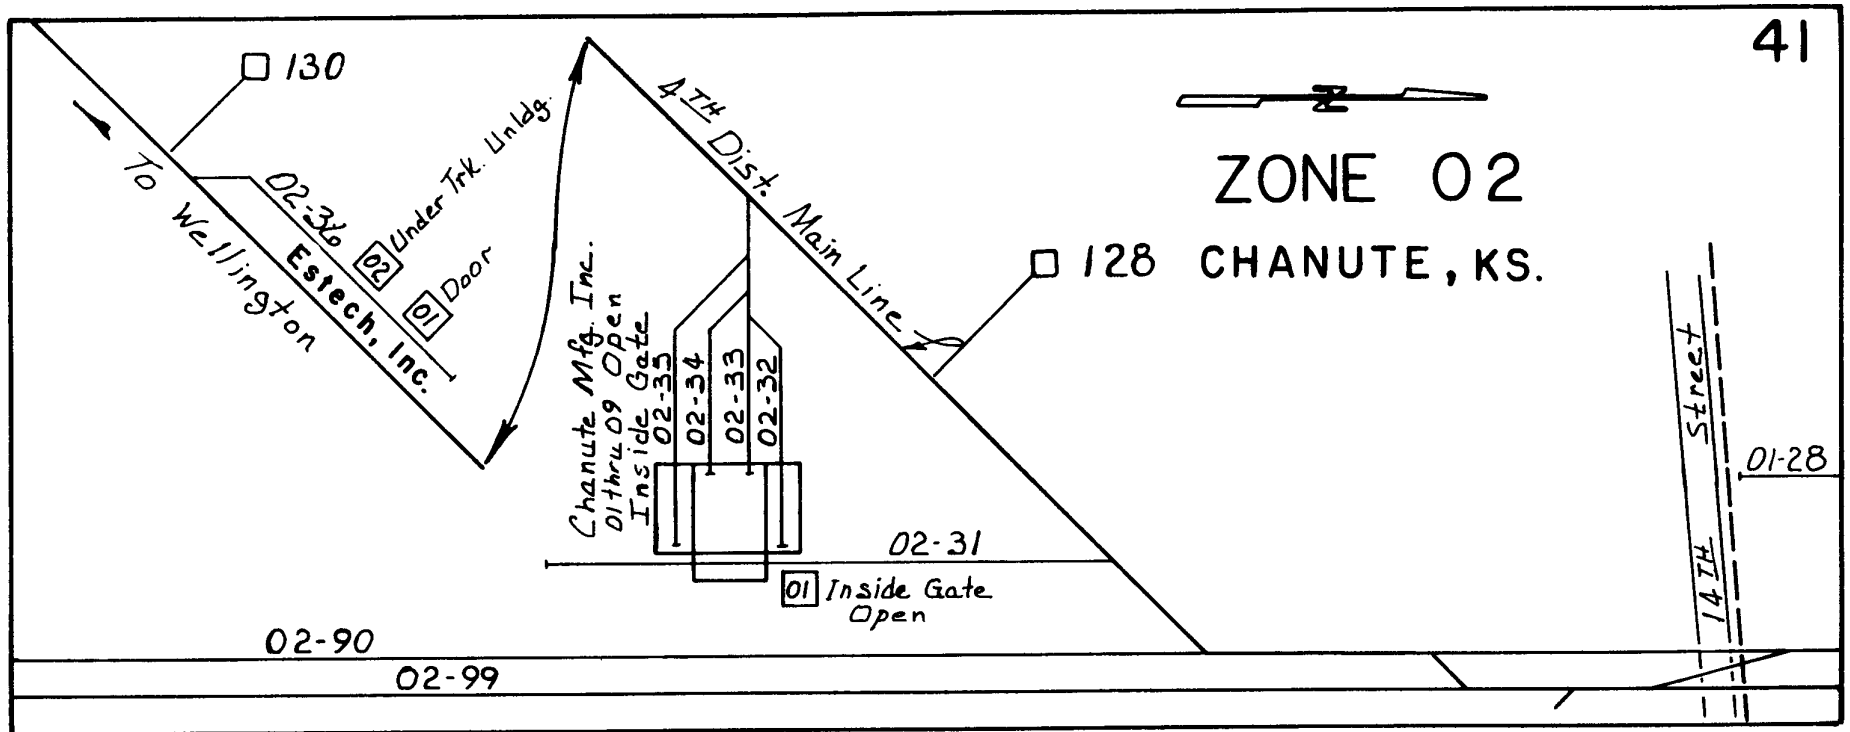 41
130
4TH Dist. Main Line
N
ZONE 02
CHANUTE, KS.
128
To Wellington
02-36
Estech, Inc.
02 Under Trk. Unldg.
01 Door
Chanute Mfg. Inc.
01 thru 09 Open
Inside Gate
02-35
02-34
02-33
02-32
14TH Street
01-28
02-31
01 Inside Gate
Open
02-90
02-99